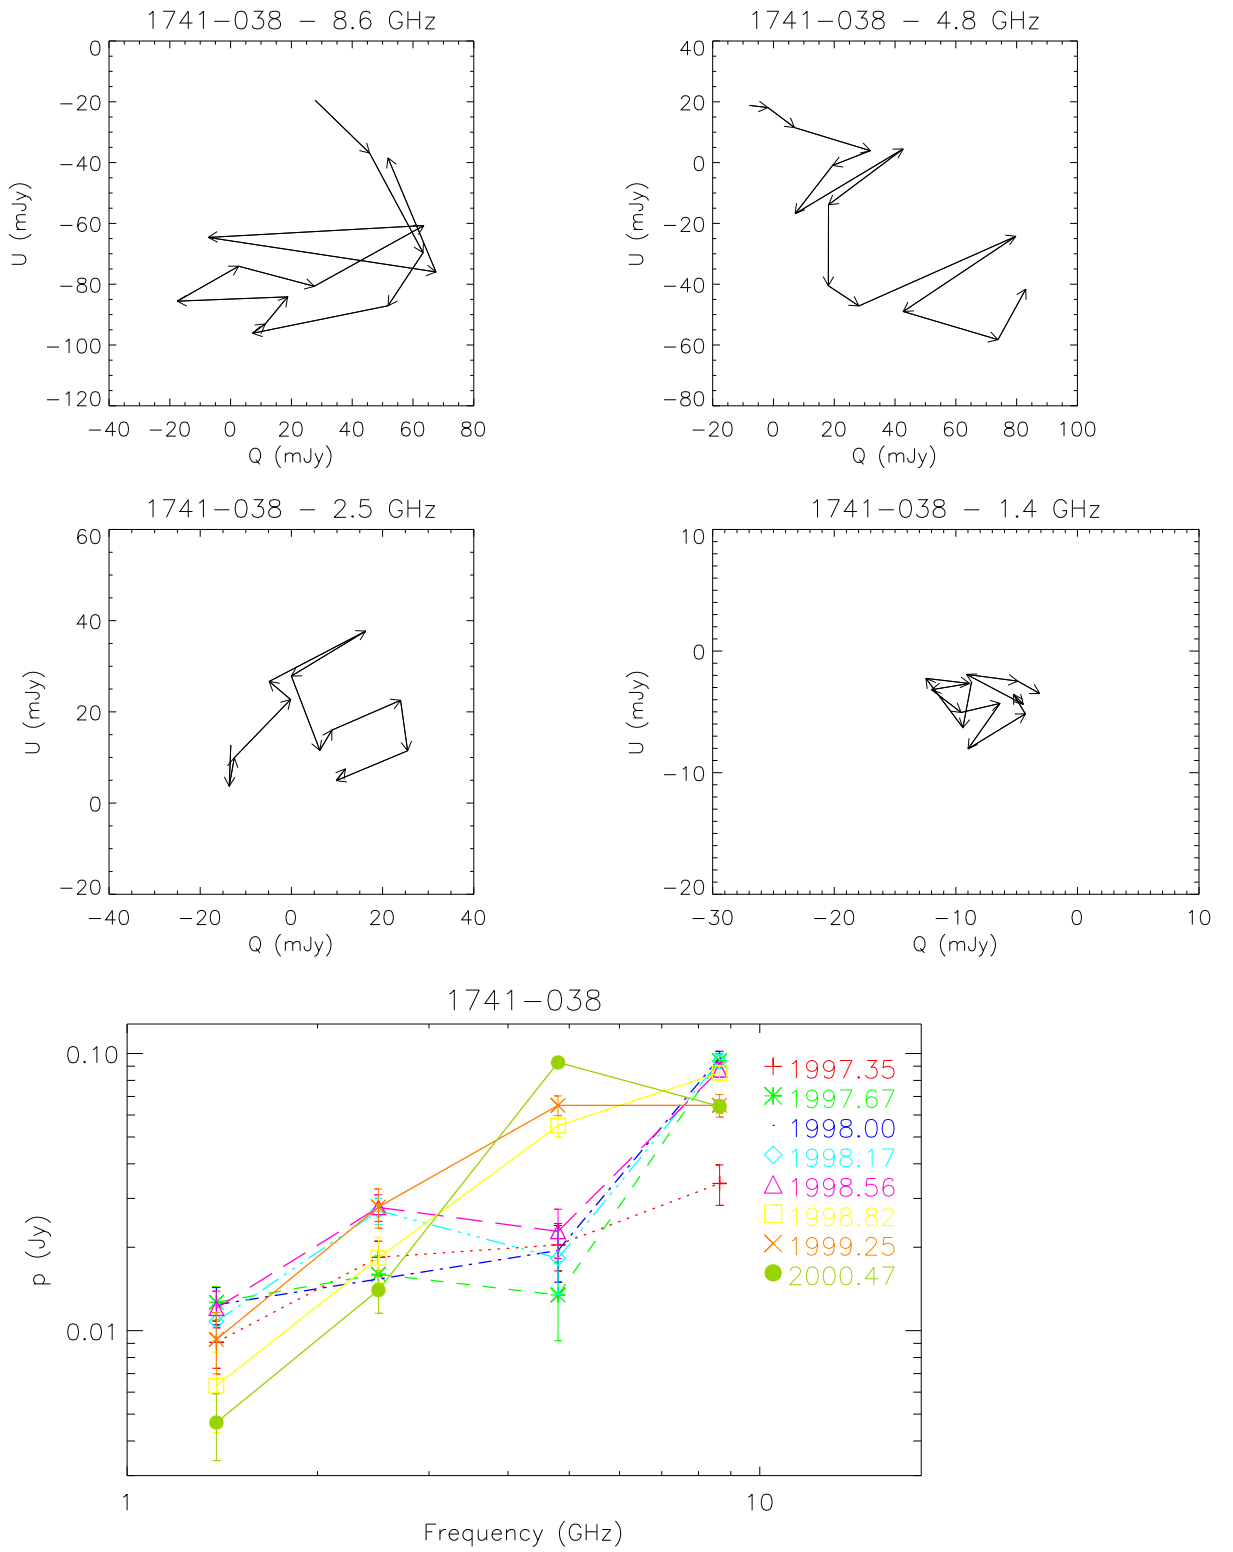 1741−038 − 8.6 GHz
0
−20
−40
−60
−80
−100
−120
−40 −20 0 20 40 60 80
Q (mJy)
U (mJy)
1741−038 − 4.8 GHz
40
20
0
−20
−40
−60
−80
−20 0 20 40 60 80 100
Q (mJy)
U (mJy)
1741−038 − 2.5 GHz
60
40
20
0
−20
−40 −20 0 20 40
Q (mJy)
U (mJy)
1741−038 − 1.4 GHz
10
0
−10
−20
−30 −20 −10 0 10
Q (mJy)
U (mJy)
1741−038
0.10
0.01
p (Jy)
1 10
Frequency (GHz)
1997.35
1997.67
1998.00
1998.17
1998.56
1998.82
1999.25
2000.47